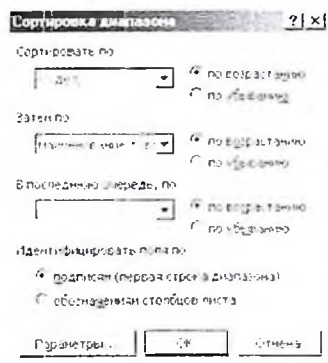 Сортировка диапазона
Сортировать по
по возрастанию
по убыванию
Затем по
по возрастанию
по убыванию
В последнюю очередь, по
по возрастанию
по убыванию
Идентифицировать поля по
подписям (первая строка диапазона)
обозначениям столбцов листа
Параметры...
ОК
Отмена